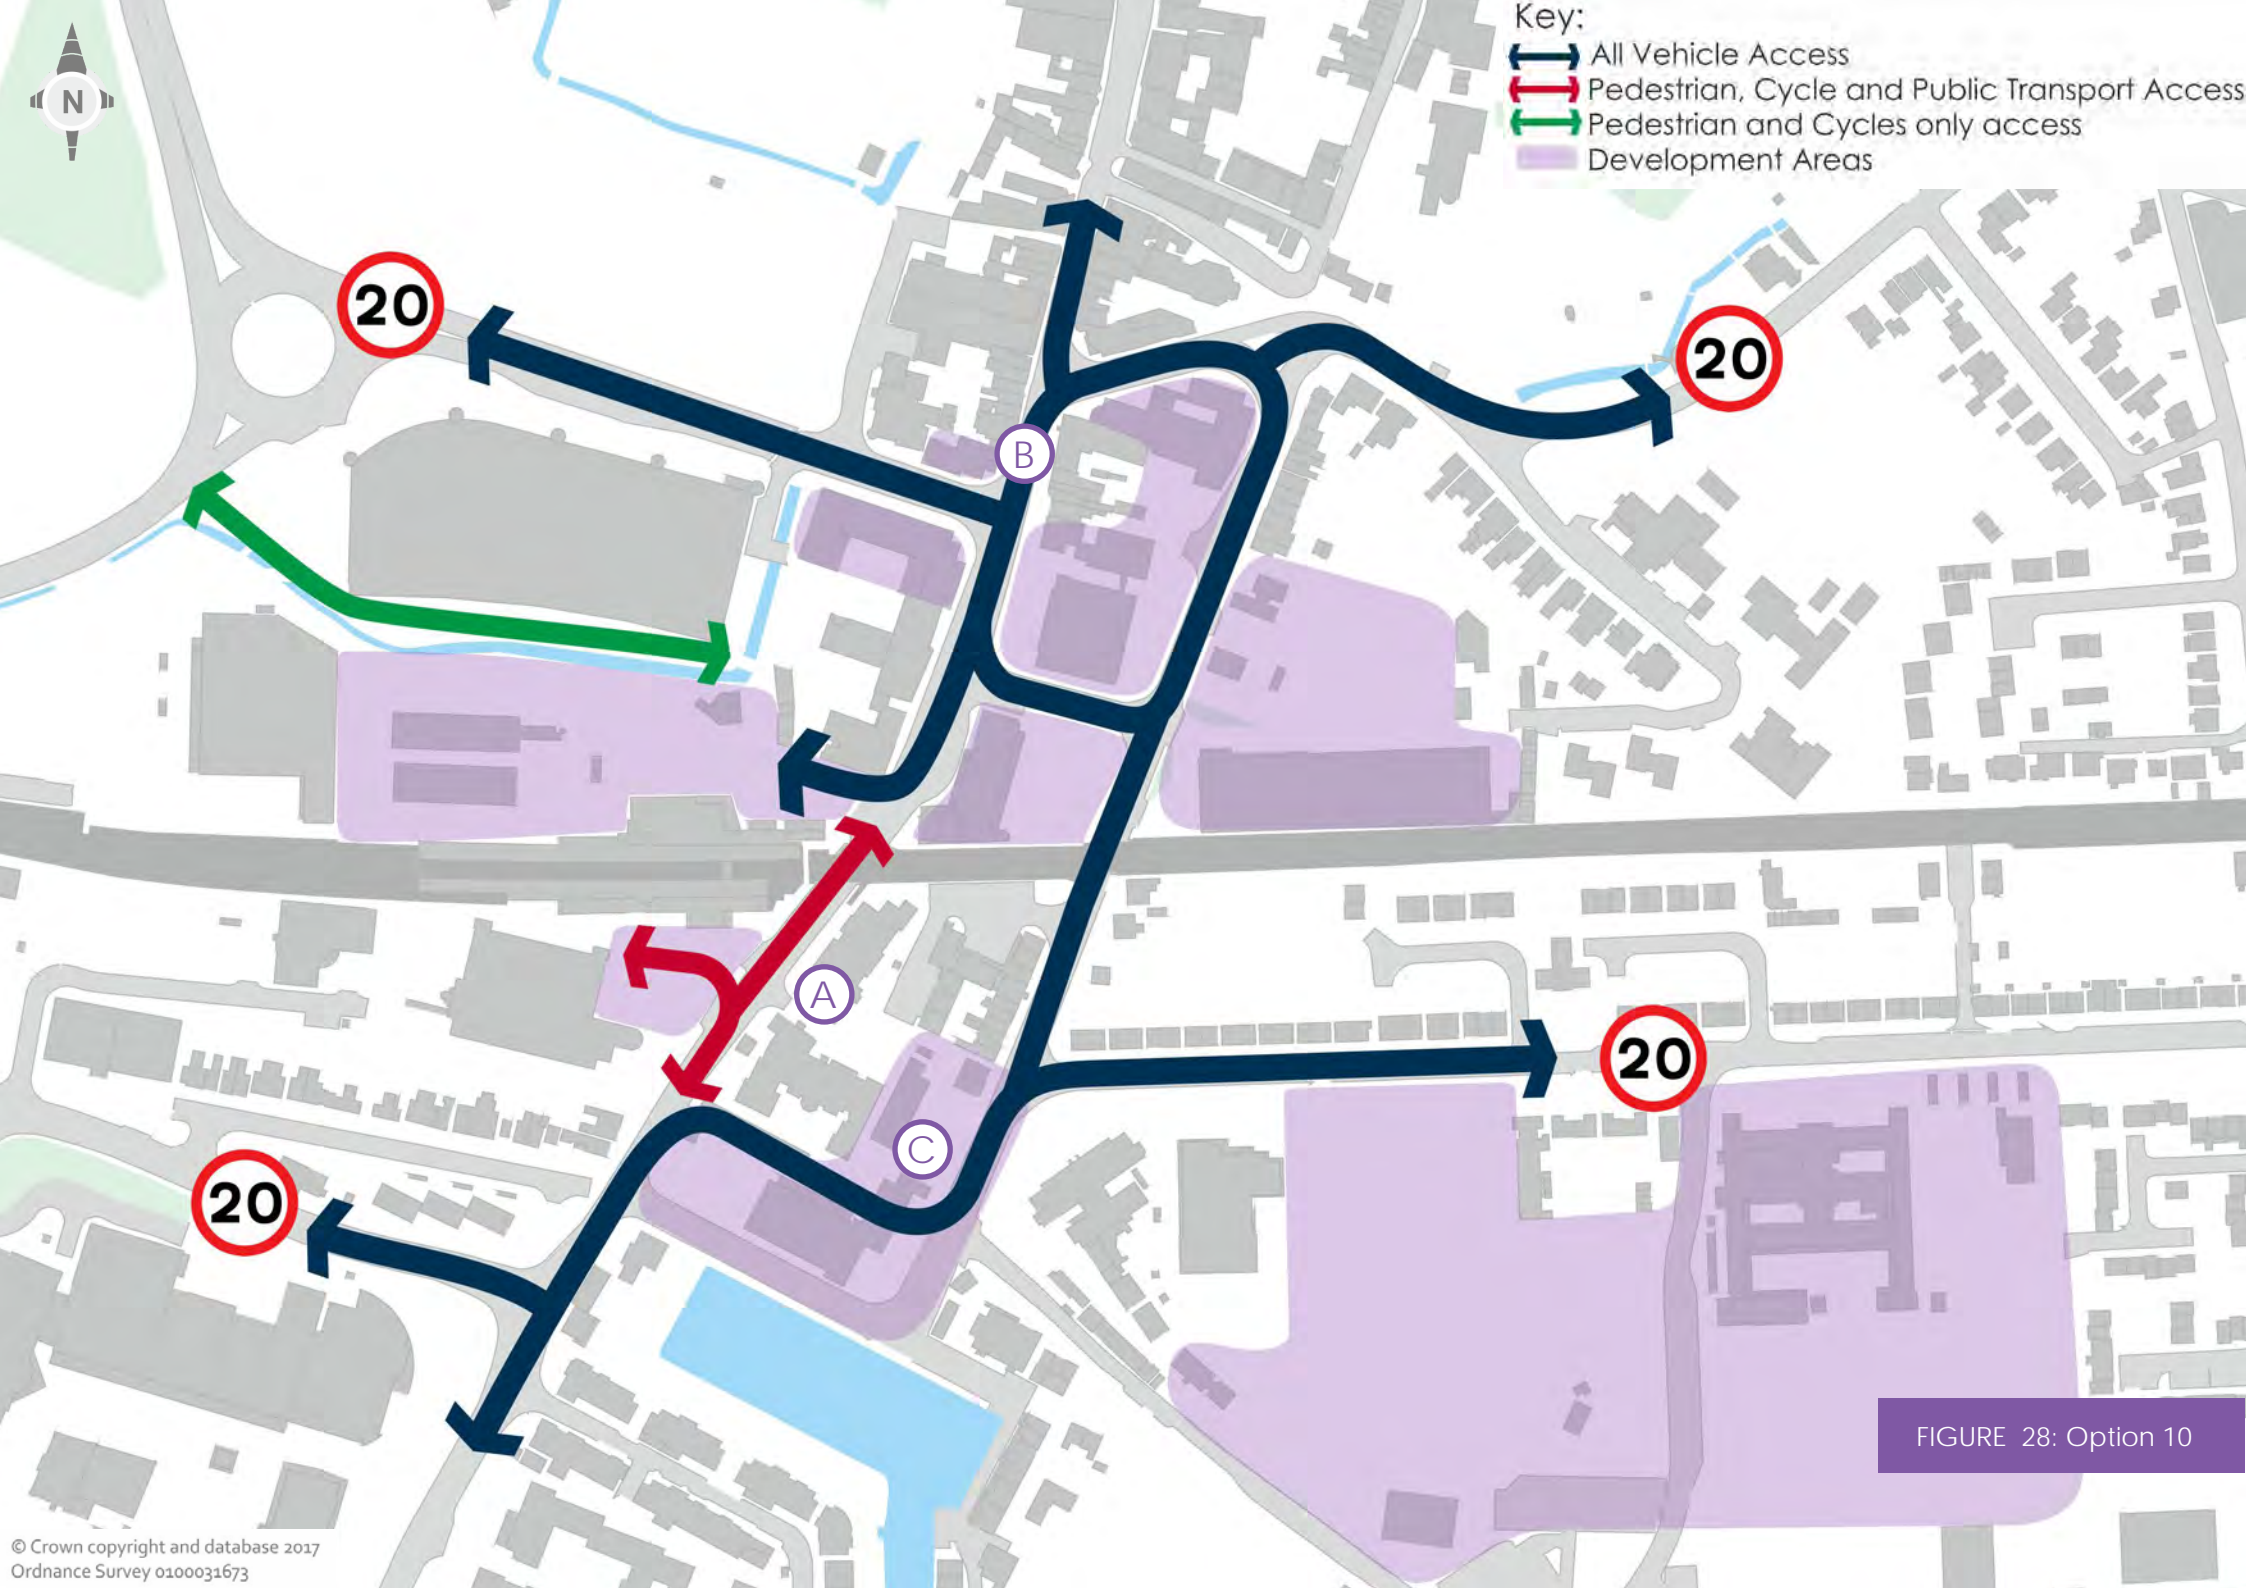 Key:
All Vehicle Access
Pedestrian, Cycle and Public Transport Access
Pedestrian and Cycles only access
Development Areas
N
20
20
B
A
20
C
20
FIGURE 28: Option 10
© Crown copyright and database 2017
Ordnance Survey 0100031673